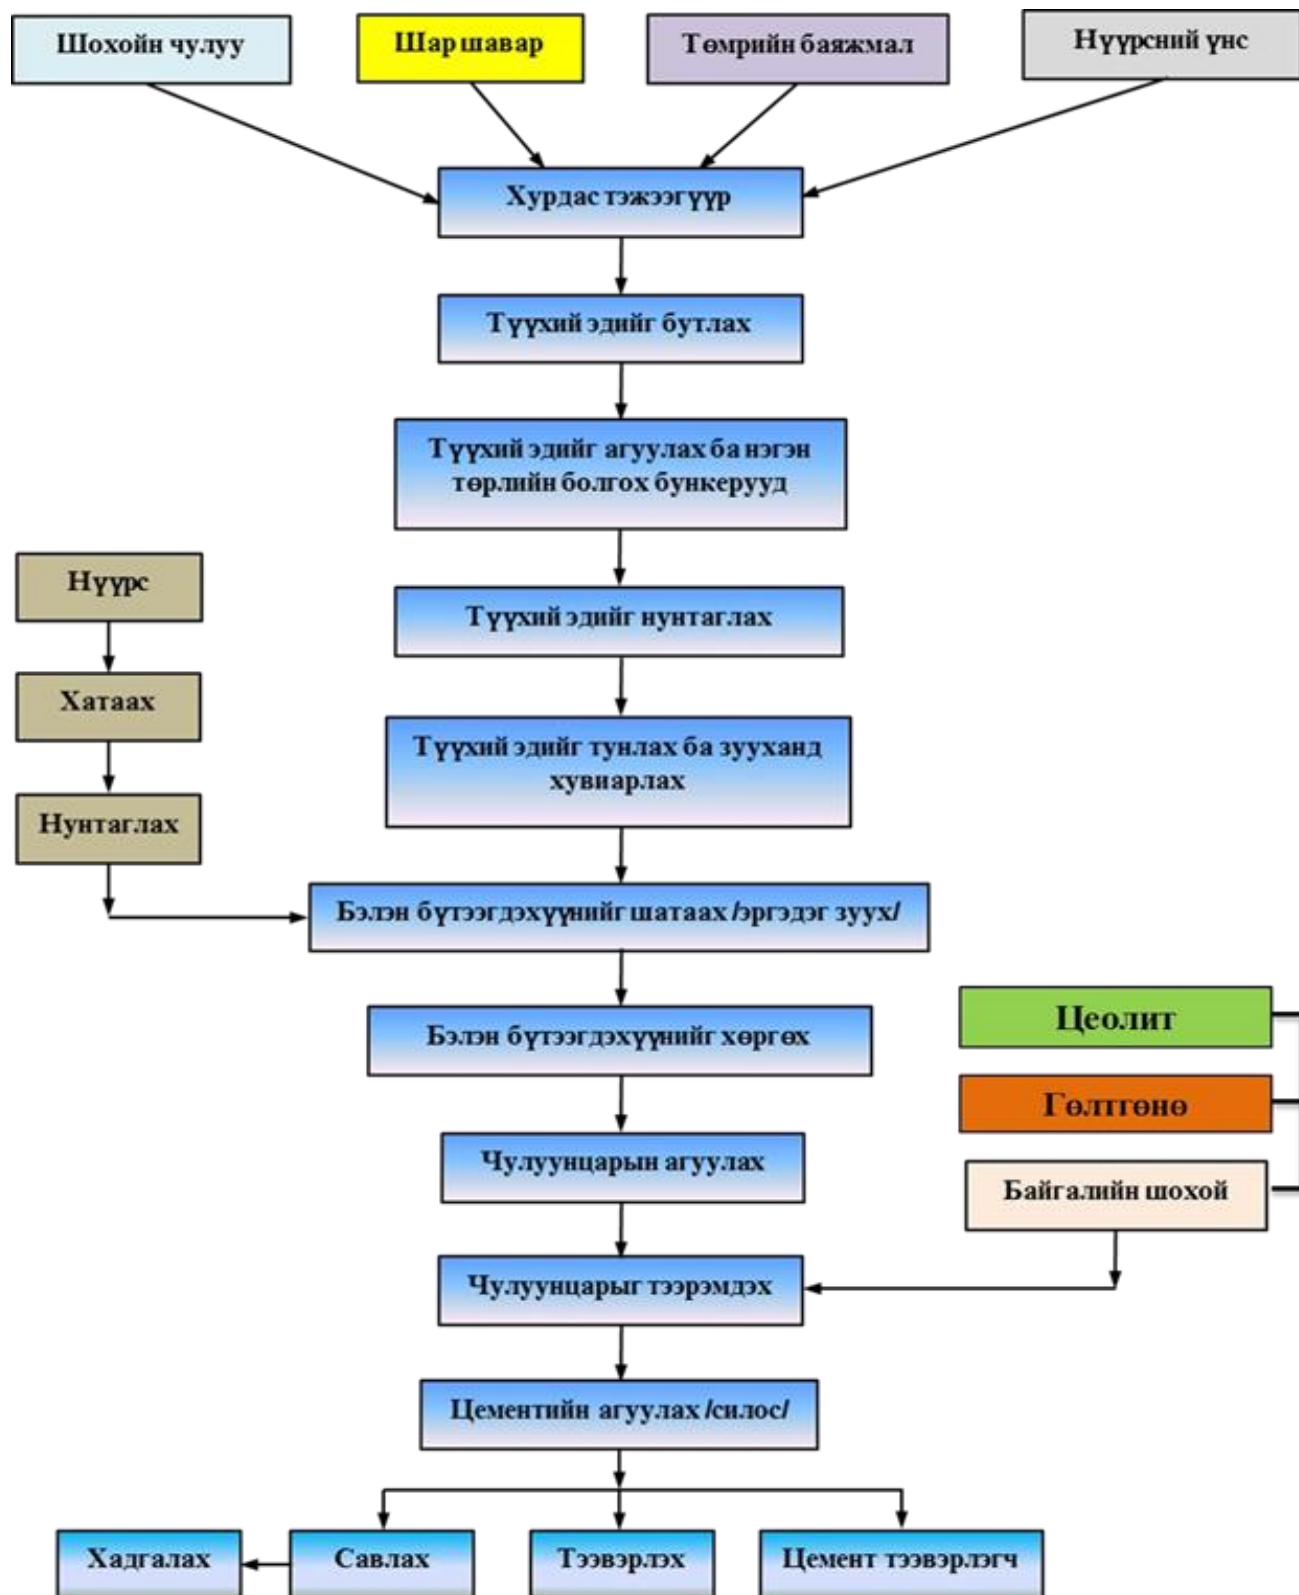 Шохойн чулуу
Шар шавар
Төмрийн баяжмал
Нүүрсний үнс
Хурдас тэжээгүүр
Түүхий эдийг бутлах
Түүхий эдийг агуулах ба нэгэн
төрлийн болгох бункерууд
Түүхий эдийг нунтаглах
Түүхий эдийг тунлах ба зууханд
хувиарлах
Нүүрс
Хатаах
Нунтаглах
Бэлэн бүтээгдэхүүнийг шатаах /эргэдэг зуух/
Бэлэн бүтээгдэхүүнийг хөргөх
Чулуунцарын агуулах
Цеолит
Гөлтгөнө
Байгалийн шохой
Чулуунцарыг тээрэмдэх
Цементийн агуулах /силос/
Хадгалах
Савлах
Тээвэрлэх
Цемент тээвэрлэгч